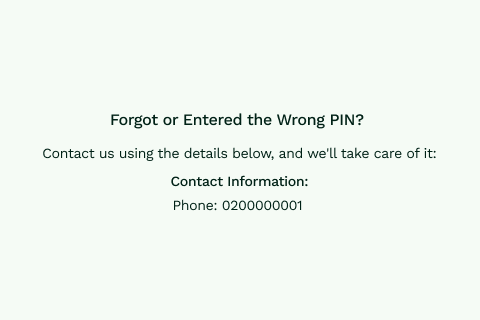 Forgot or Entered the Wrong PIN?
Contact us using the details below, and we'll take care of it:
Contact Information:
Phone: 0200000001